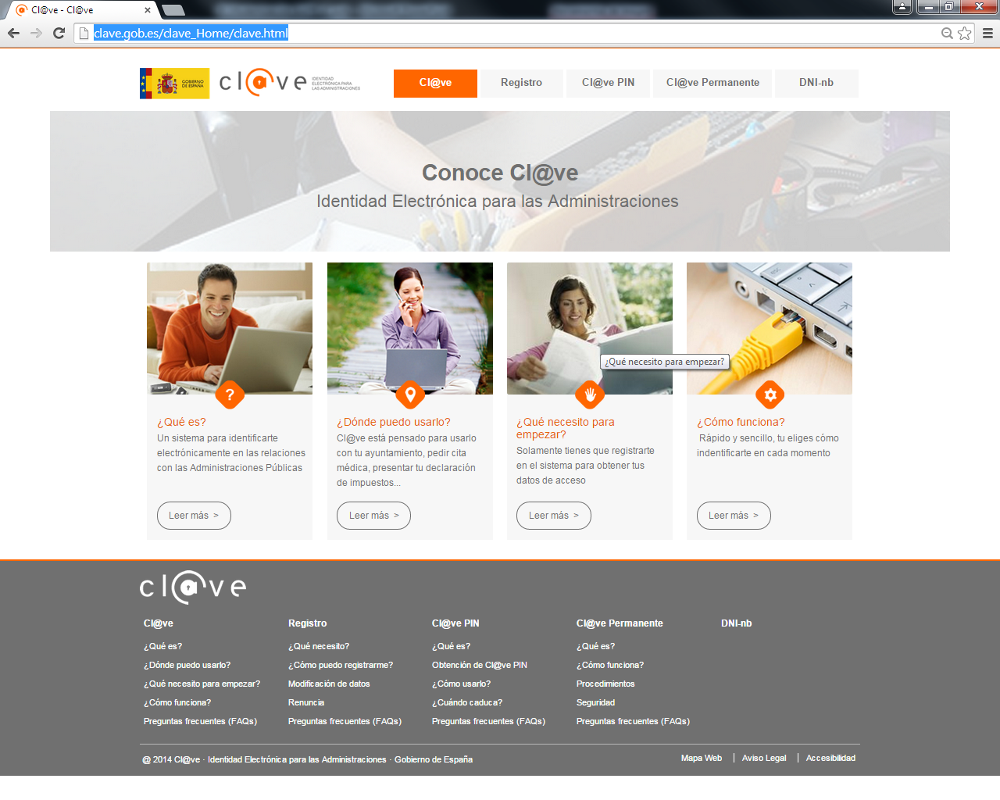 Cl@ve - Cl@ve
clave.gob.es/clave_Home/clave.html
GOBIERNO
DE ESPAÑA
cl@ve
IDENTIDAD
ELECTRÓNICA PARA
LAS ADMINISTRACIONES
Cl@ve
Registro
Cl@ve PIN
Cl@ve Permanente
DNI-nb
Conoce Cl@ve
Identidad Electrónica para las Administraciones
¿Qué necesito para empezar?
?
¿Qué es?
Un sistema para identificarte
electrónicamente en las relaciones
con las Administraciones Públicas
Leer más >
¿Dónde puedo usarlo?
Cl@ve está pensado para usarlo
con tu ayuntamiento, pedir cita
médica, presentar tu declaración
de impuestos...
Leer más >
¿Qué necesito para
empezar?
Solamente tienes que registrarte
en el sistema para obtener tus
datos de acceso
Leer más >
¿Cómo funciona?
Rápido y sencillo, tu eliges cómo
indentificarte en cada momento
Leer más >
cl@ve
Cl@ve
¿Qué es?
¿Dónde puedo usarlo?
¿Qué necesito para empezar?
¿Cómo funciona?
Preguntas frecuentes (FAQs)
Registro
¿Qué necesito?
¿Cómo puedo registrarme?
Modificación de datos
Renuncia
Preguntas frecuentes (FAQs)
Cl@ve PIN
¿Qué es?
Obtención de Cl@ve PIN
¿Cómo usarlo?
¿Cuándo caduca?
Preguntas frecuentes (FAQs)
Cl@ve Permanente
¿Qué es?
¿Cómo funciona?
Procedimientos
Seguridad
Preguntas frecuentes (FAQs)
DNI-nb
@ 2014 Cl@ve · Identidad Electrónica para las Administraciones · Gobierno de España
Mapa Web | Aviso Legal | Accesibilidad